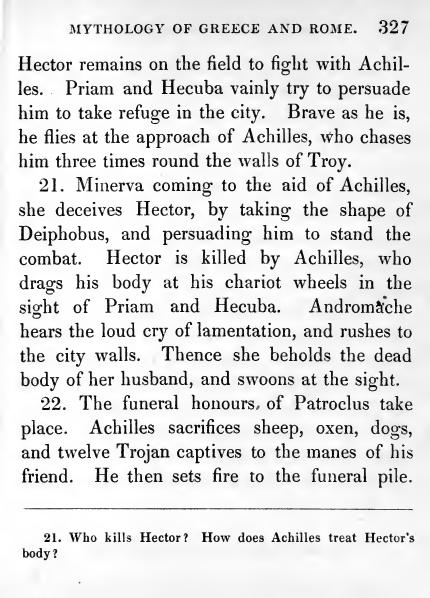 MYTHOLOGY OF GREECE AND ROME. 327
Hector remains on the field to fight with Achil-
les. Priam and Hecuba vainly try to persuade
him to take refuge in the city. Brave as he is,
he flies at the approach of Achilles, who chases
him three times round the walls of Troy.
21. Minerva coming to the aid of Achilles,
she deceives Hector, by taking the shape of
Deiphobus, and persuading him to stand the
combat. Hector is killed by Achilles, who
drags his body at his chariot wheels in the
sight of Priam and Hecuba. Andromăche
hears the loud cry of lamentation, and rushes to
the city walls. Thence she beholds the dead
body of her husband, and swoons at the sight.
22. The funeral honours, of Patroclus take
place. Achilles sacrifices sheep, oxen, dogs,
and twelve Trojan captives to the manes of his
friend. He then sets fire to the funeral pile.
21. Who kills Hector? How does Achilles treat Hector's
body?